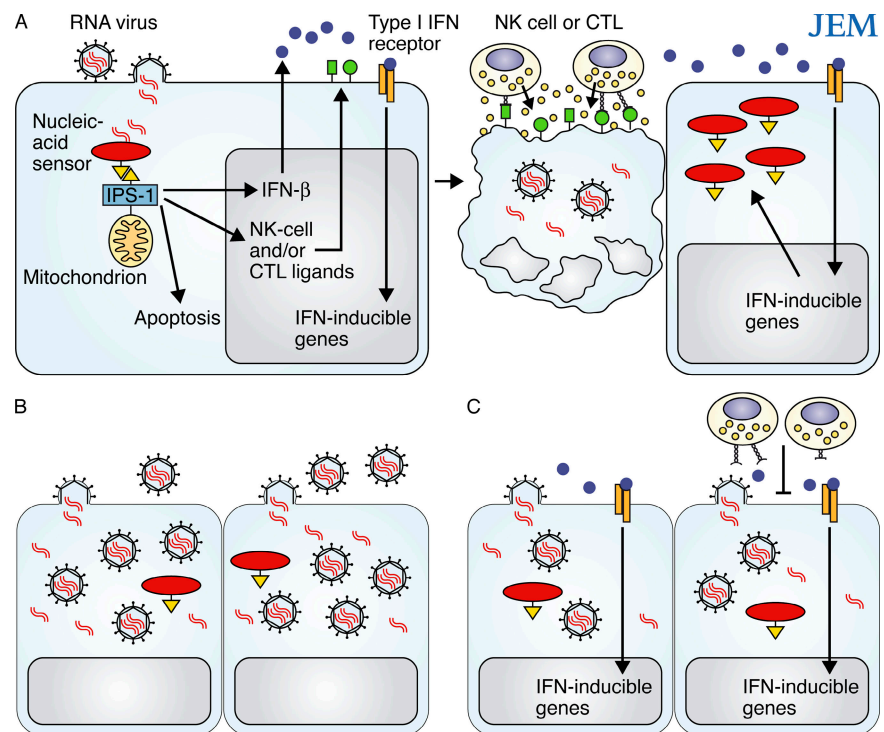 A
RNA virus
Type I IFN
receptor
NK cell or CTL
JEM
Nucleic-
acid
sensor
IPS-1
IFN-β
Mitochondrion
NK-cell
and/or
CTL ligands
Apoptosis
IFN-inducible
genes
IFN-inducible
genes
B
C
IFN-inducible
genes
IFN-inducible
genes